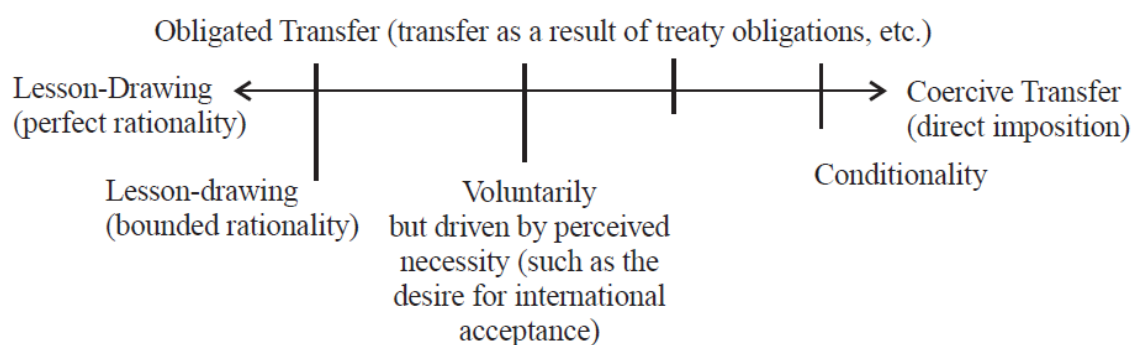 Obligated Transfer (transfer as a result of treaty obligations, etc.)
Lesson-Drawing
(perfect rationality)
Coercive Transfer
(direct imposition)
Lesson-drawing
(bounded rationality)
Voluntarily
but driven by perceived
necessity (such as the
desire for international
acceptance)
Conditionality